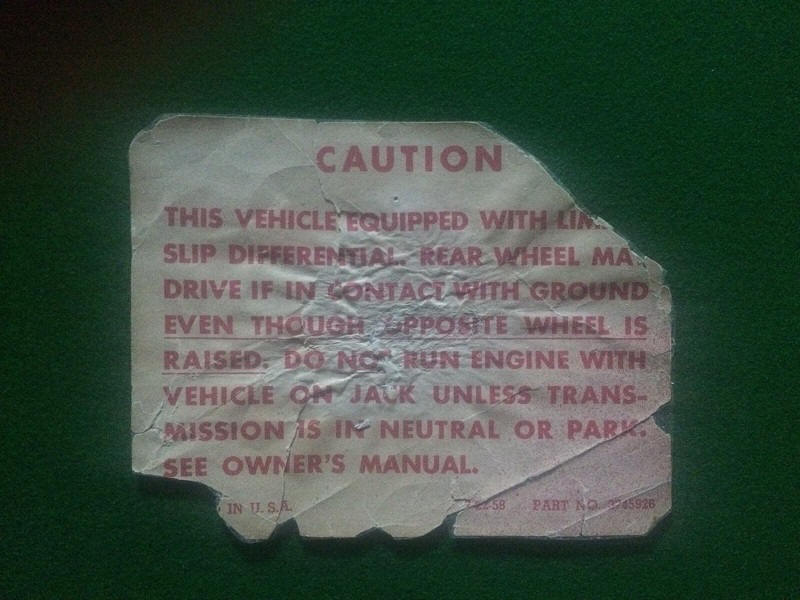 CAUTION
THIS VEHICLE EQUIPPED WITH LIM
SLIP DIFFERENTIAL. REAR WHEEL MA
DRIVE IF IN CONTACT WITH GROUND
EVEN THOUGH OPPOSITE WHEEL IS
RAISED. DO NOT RUN ENGINE WITH
VEHICLE ON JACK UNLESS TRANS-
MISSION IS IN NEUTRAL OR PARK.
SEE OWNER'S MANUAL.
IN U.S.A. PART NO.